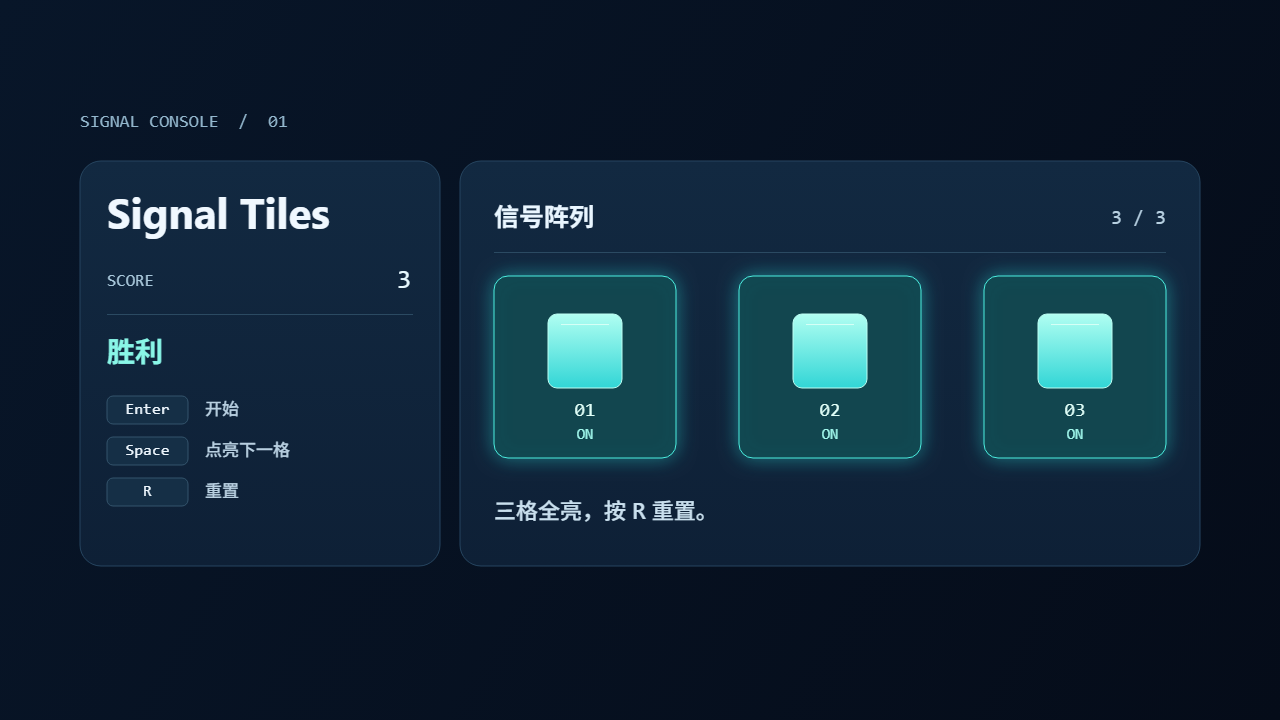 SIGNAL CONSOLE / 01
Signal Tiles
SCORE 3
胜利
Enter 开始
Space 点亮下一格
R 重置
信号阵列 3 / 3
01 02 03
ON ON ON
三格全亮，按 R 重置。